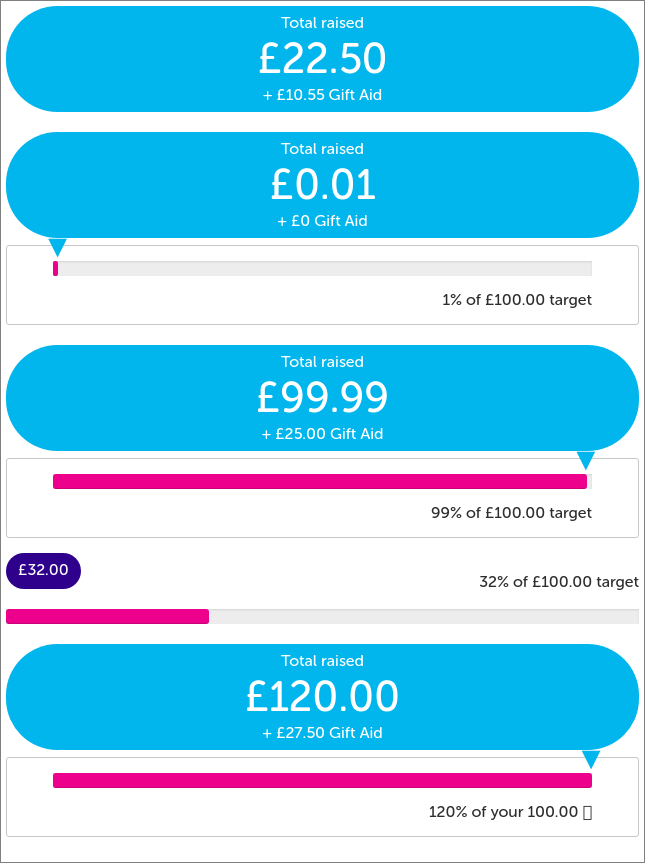 Total raised
£22.50
+ £10.55 Gift Aid
Total raised
£0.01
+ £0 Gift Aid
1% of £100.00 target
Total raised
£99.99
+ £25.00 Gift Aid
99% of £100.00 target
£32.00
32% of £100.00 target
Total raised
£120.00
+ £27.50 Gift Aid
120% of your 100.00